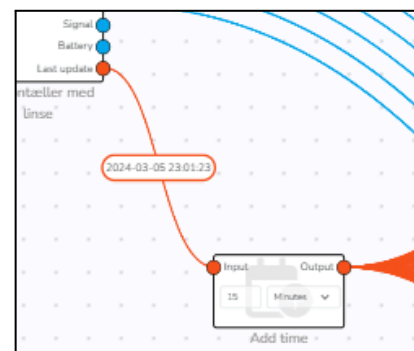 Signal
Battery
Last update
ntæller med
linse
2024-03-05 23:01:23
Input
Output
15
Minutes
Add time